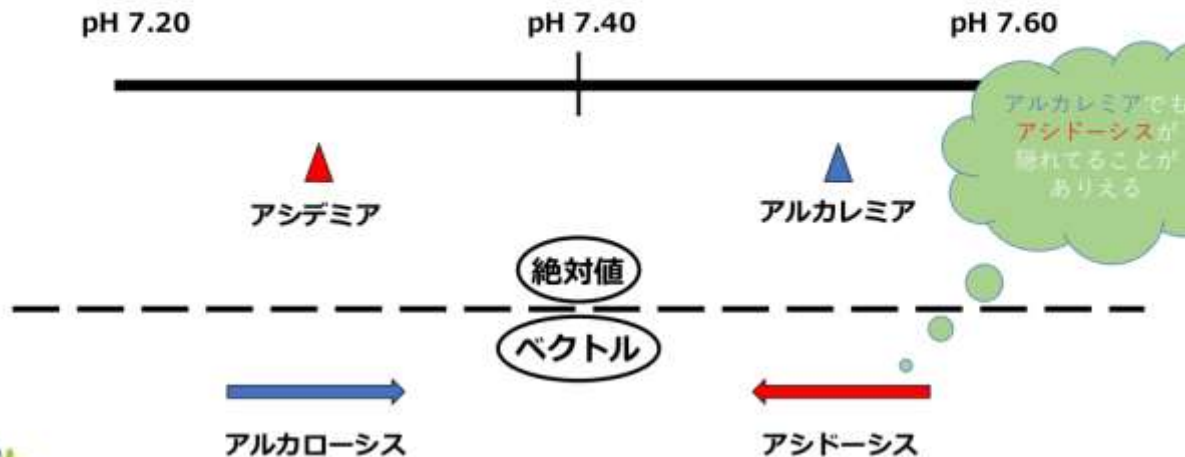 pH 7.20 pH 7.40 pH 7.60
アルカレミアでも
アシドーシスが
隠れてることが
ありえる
アシデミア アルカレミア
絶対値
ベクトル
アルカローシス アシドーシス